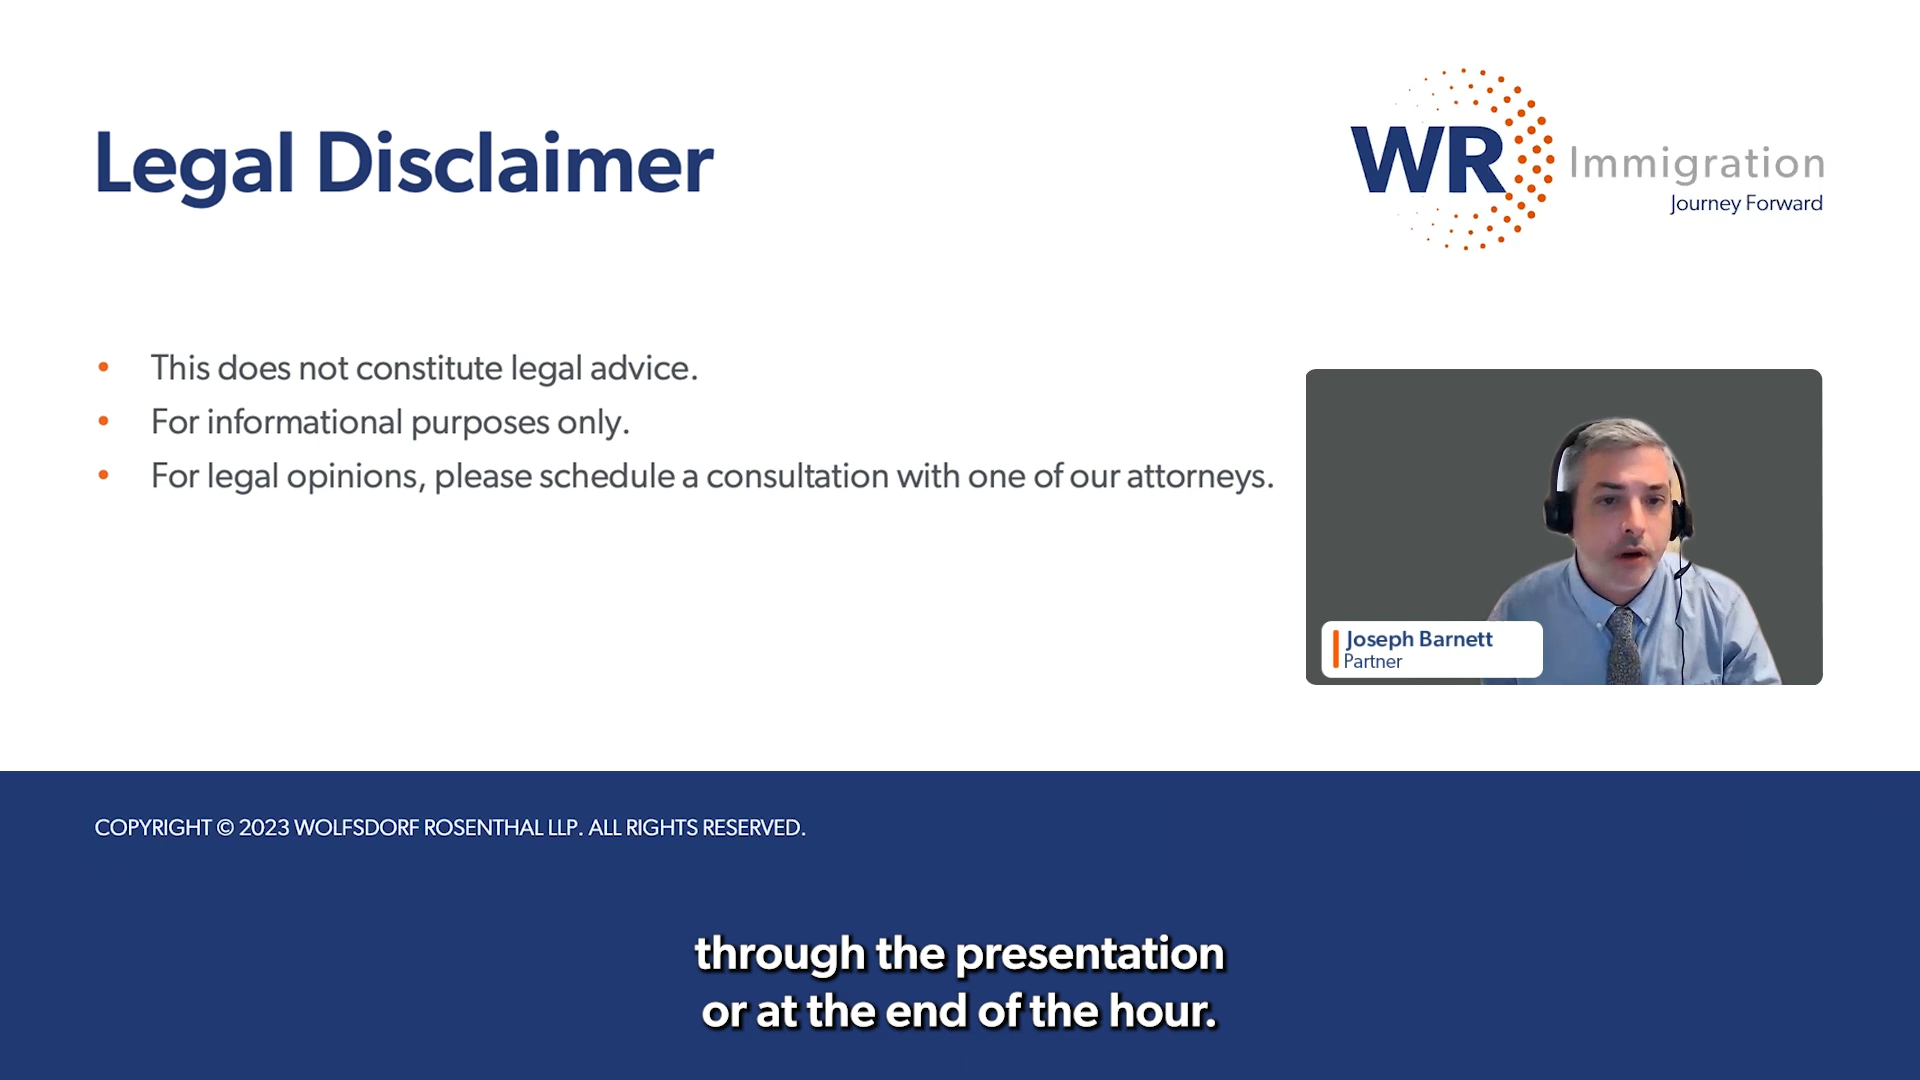 Legal Disclaimer
WR Immigration
Journey Forward
• This does not constitute legal advice.
• For informational purposes only.
• For legal opinions, please schedule a consultation with one of our attorneys.
Joseph Barnett
Partner
COPYRIGHT © 2023 WOLFSDORF ROSENTHAL LLP. ALL RIGHTS RESERVED.
through the presentation
or at the end of the hour.